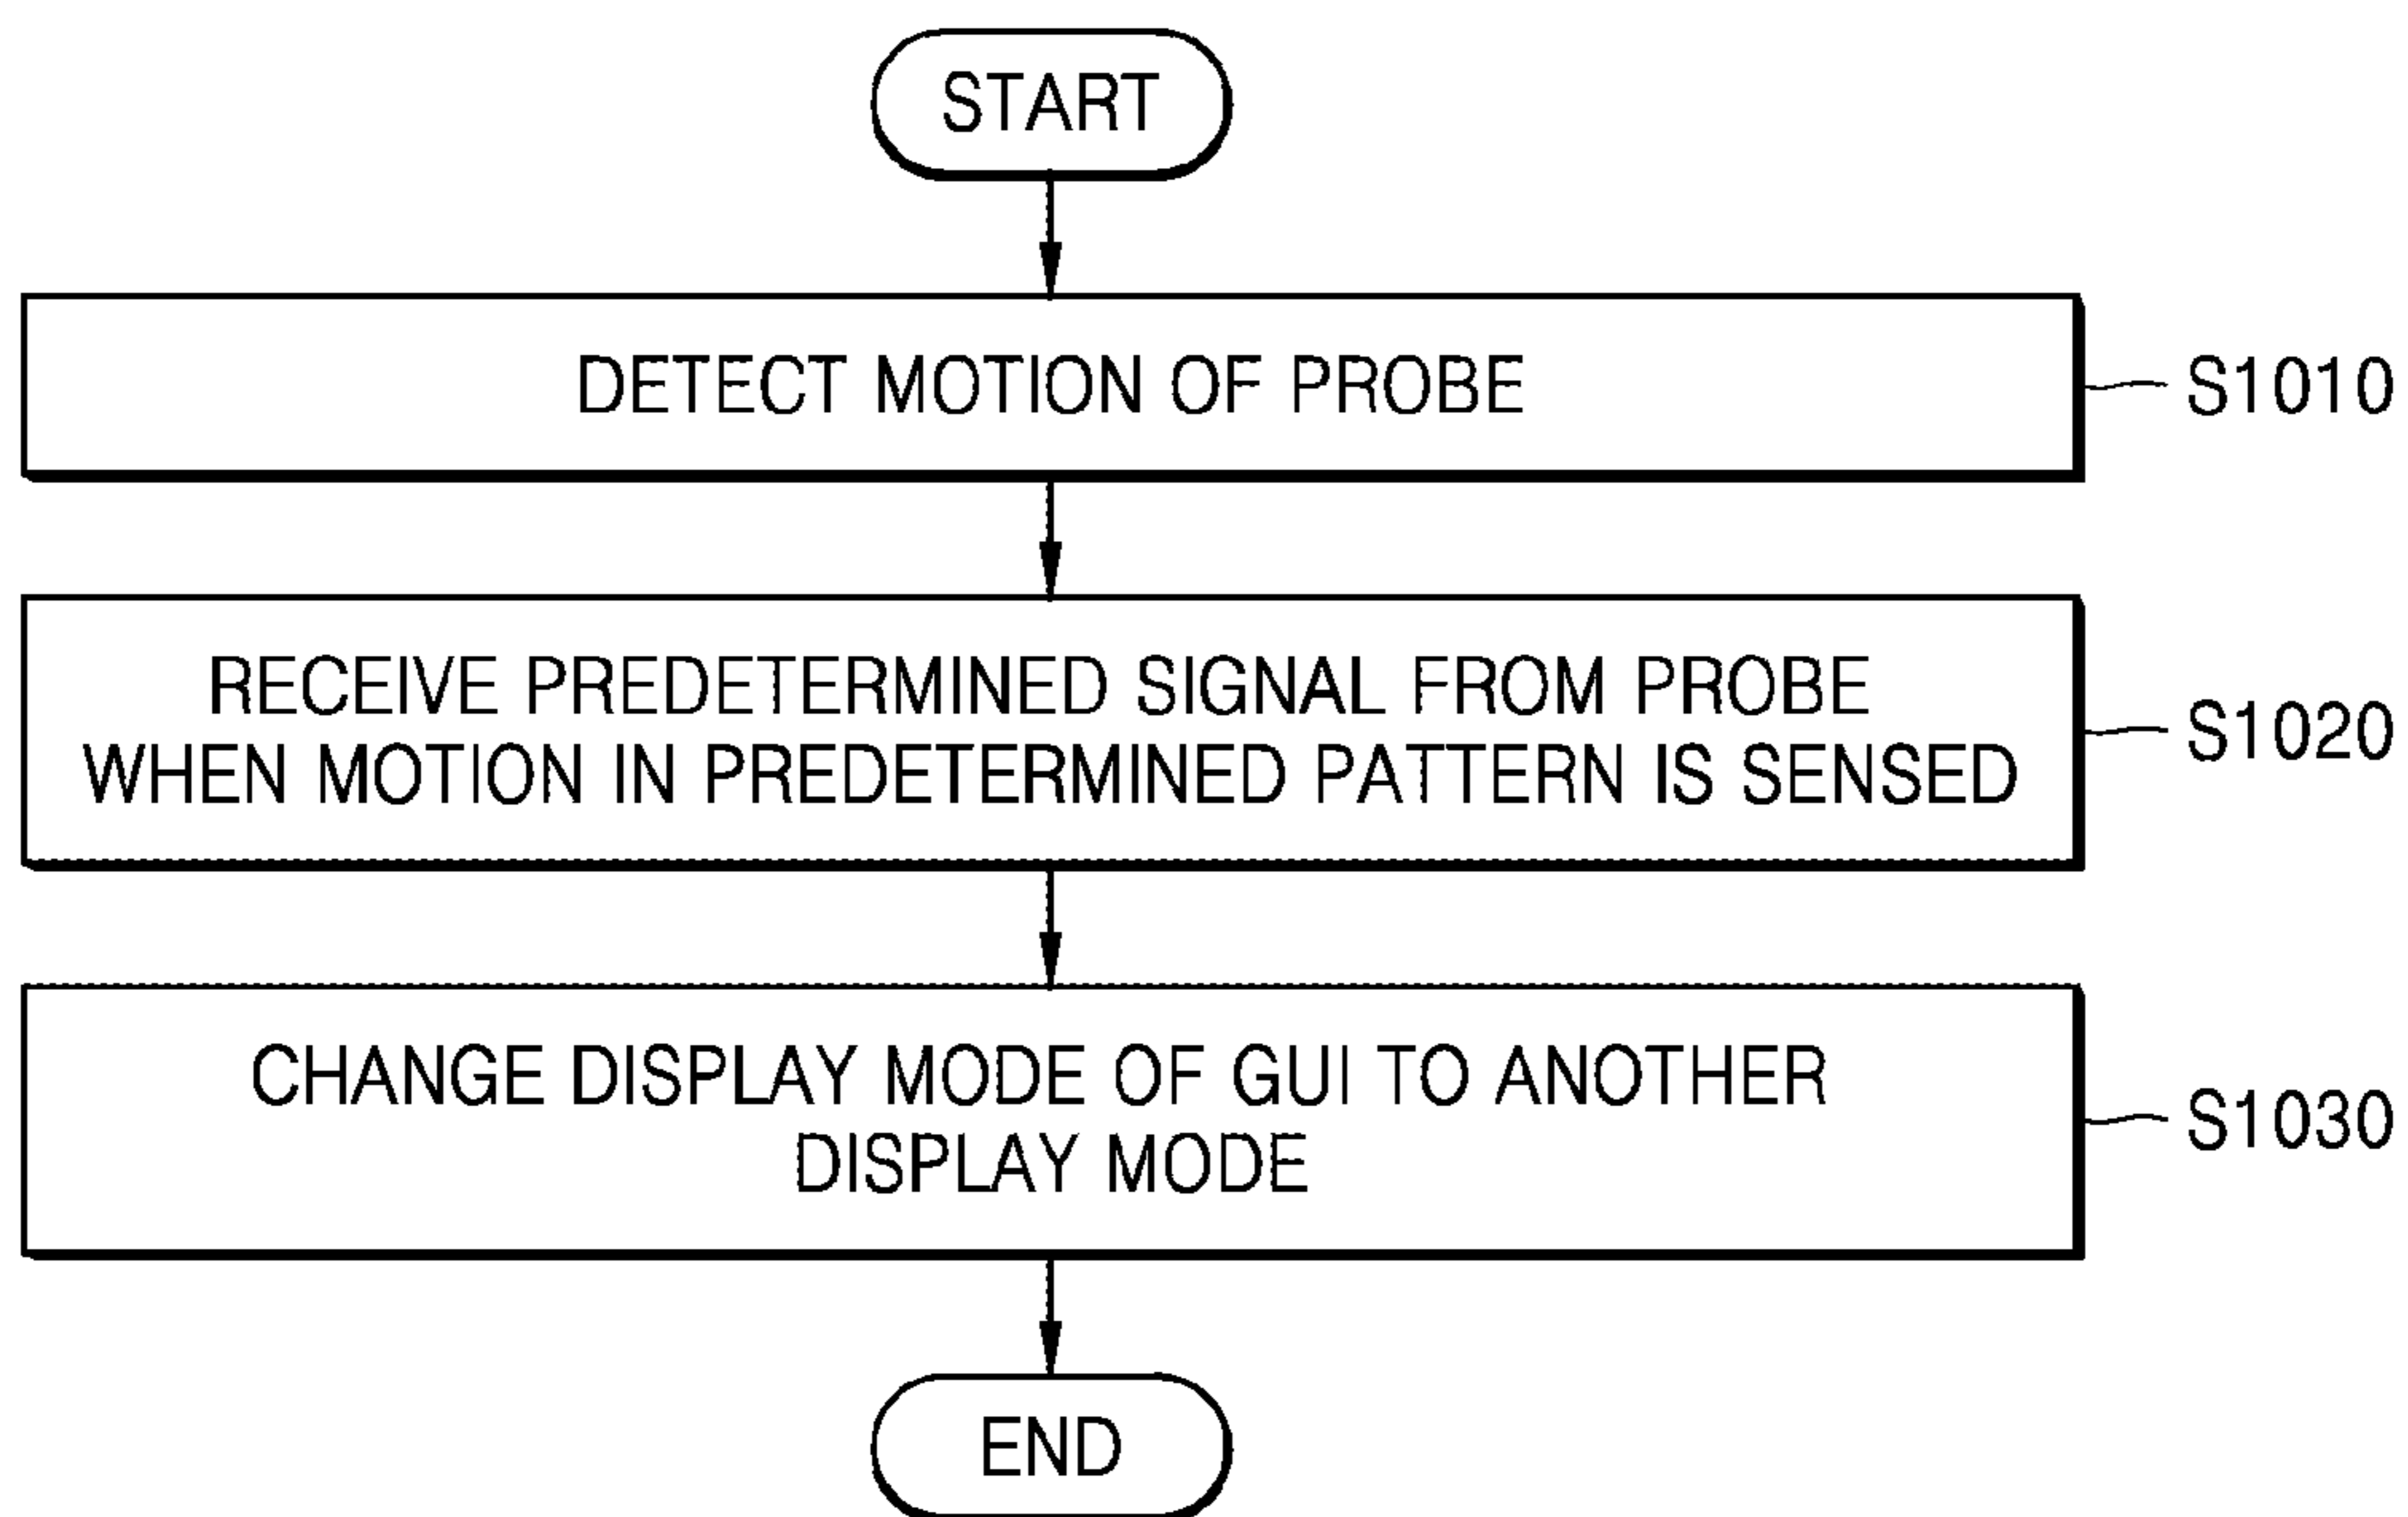 START
DETECT MOTION OF PROBE
S1010
RECEIVE PREDETERMINED SIGNAL FROM PROBE
WHEN MOTION IN PREDETERMINED PATTERN IS SENSED
S1020
CHANGE DISPLAY MODE OF GUI TO ANOTHER
DISPLAY MODE
S1030
END